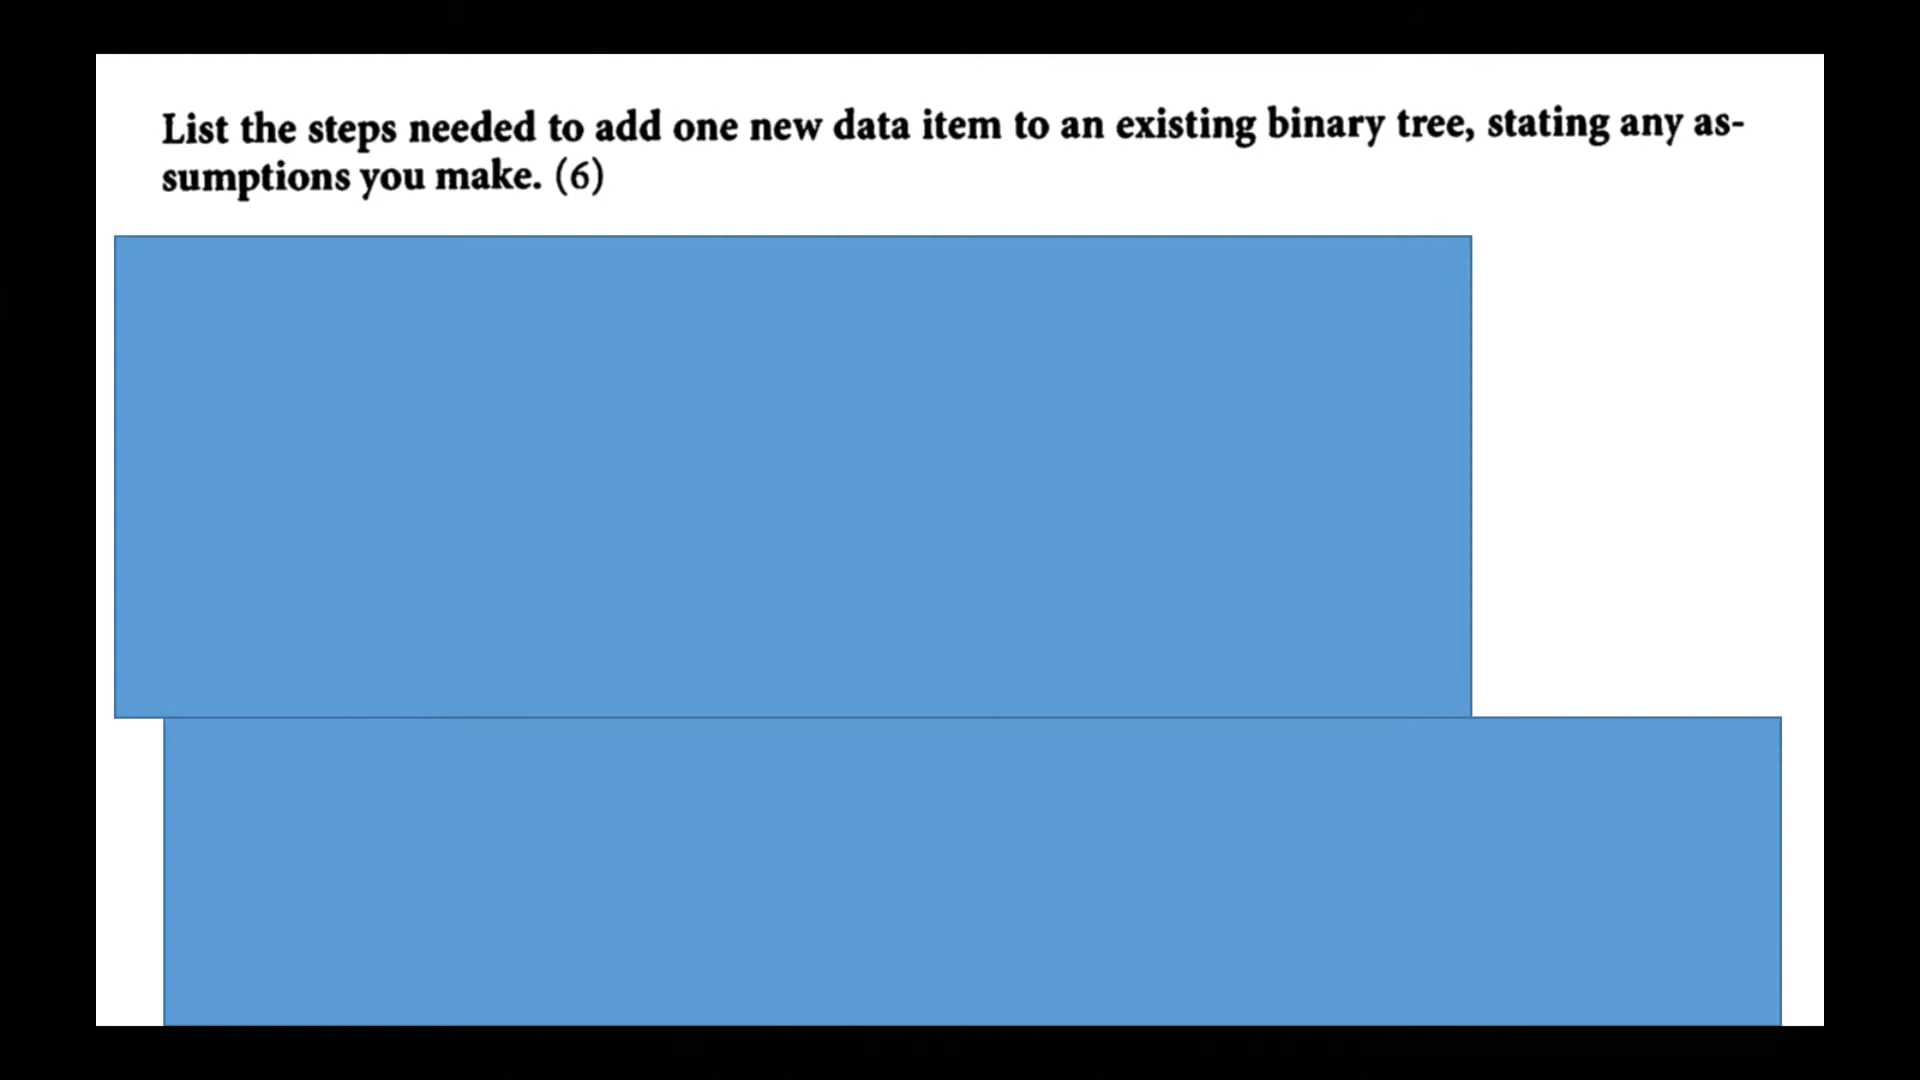 List the steps needed to add one new data item to an existing binary tree, stating any as-
sumptions you make. (6)